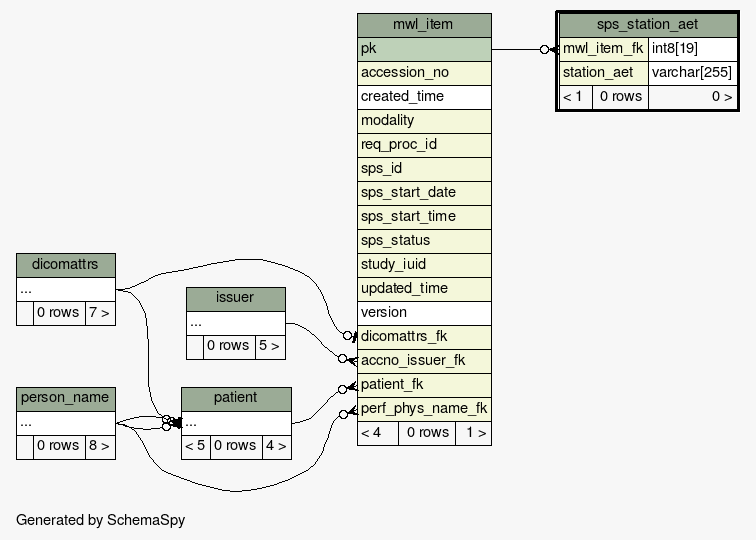 mwl_item
pk
accession_no
created_time
modality
req_proc_id
sps_id
sps_start_date
sps_start_time
sps_status
study_iuid
updated_time
version
dicomattrs_fk
accno_issuer_fk
patient_fk
perf_phys_name_fk
< 4 0 rows 1 >
sps_station_aet
mwl_item_fk int8[19]
station_aet varchar[255]
< 1 0 rows 0 >
dicomattrs
...
0 rows 7 >
issuer
...
0 rows 5 >
person_name
...
0 rows 8 >
patient
...
< 5 0 rows 4 >
Generated by SchemaSpy